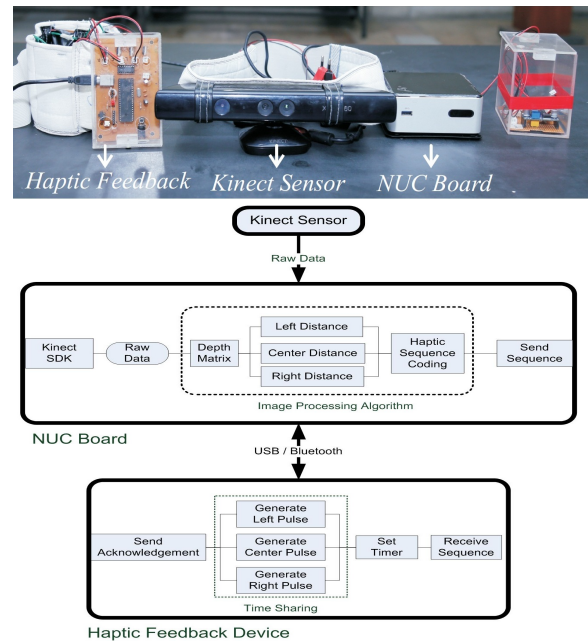 Haptic Feedback
Kinect Sensor
NUC Board
Kinect Sensor
Raw Data
Kinect
SDK
Raw
Data
Depth
Matrix
Left Distance
Center Distance
Right Distance
Haptic
Sequence
Coding
Send
Sequence
Image Processing Algorithm
NUC Board
USB / Bluetooth
Send
Acknowledgement
Generate
Left Pulse
Generate
Center Pulse
Generate
Right Pulse
Set
Timer
Receive
Sequence
Time Sharing
Haptic Feedback Device